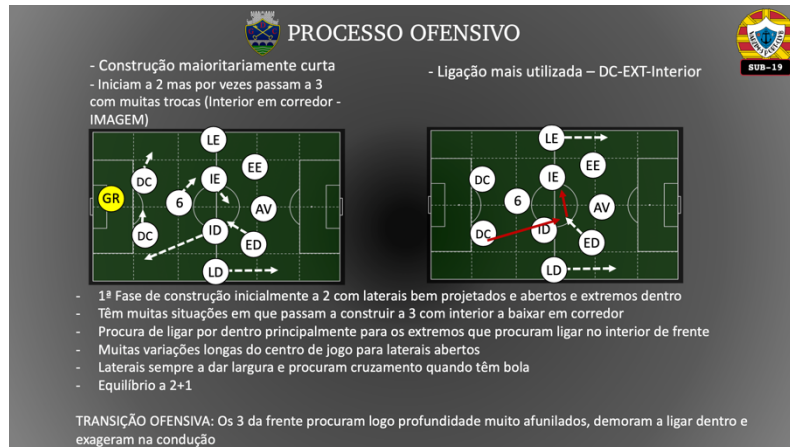 PROCESSO OFENSIVO
SUB-19
- Construção maioritariamente curta
- Iniciam a 2 mas por vezes passam a 3
com muitas trocas (Interior em corredor -
IMAGEM)
- Ligação mais utilizada – DC-EXT-Interior
LE
EE
DC
IE
GR
6
AV
DC
ID
ED
LD
LE
EE
DC
IE
6
AV
DC
ID
ED
LD
- 1ª Fase de construção inicialmente a 2 com laterais bem projetados e abertos e extremos dentro
- Têm muitas situações em que passam a construir a 3 com interior a baixar em corredor
- Procura de ligar por dentro principalmente para os extremos que procuram ligar no interior de frente
- Muitas variações longas do centro de jogo para laterais abertos
- Laterais sempre a dar largura e procuram cruzamento quando têm bola
- Equilíbrio a 2+1
TRANSIÇÃO OFENSIVA: Os 3 da frente procuram logo profundidade muito afunilados, demoram a ligar dentro e
exageram na condução